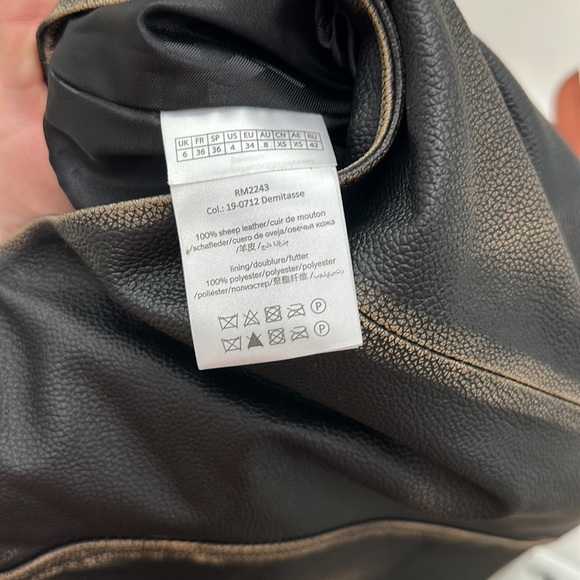 UK FR SP US EU AU CN AE RU
6 36 36 4 34 8 XS XS 42
RM2243
Col.: 19-0712 Demitasse
100% sheep leather/cuir de mouton
/schafleder/cuero de oveja/овечья кожа
/羊皮/
lining/doublure/futter
100% polyester/polyester/polyester
/poliéster/полиэстер/聚酯纤维/
P
P